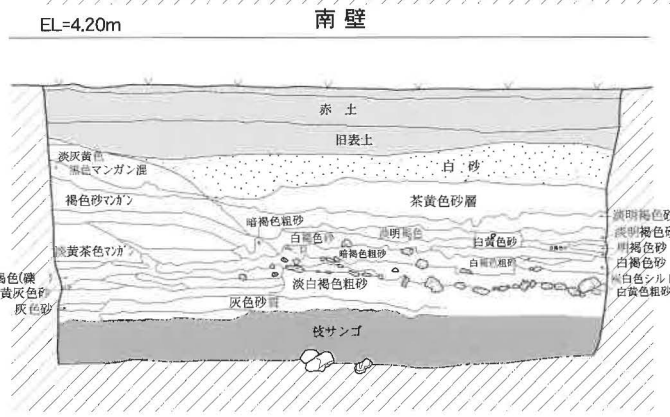 南壁
EL=4.20m
赤土
旧表土
淡灰黄色
黒色マンガン混
白砂
褐色砂マンガン
茶黄色砂層
暗褐色粗砂
白褐色砂
淡明褐色
白黄色砂
淡明褐色砂
淡明褐色砂
明褐色砂
白褐色砂
白色シルト
白黄色粗砂
淡黄茶色マンガン
暗褐色粗砂
白褐色粗砂
褐色(礫
黄灰色砂
灰色砂
淡白褐色粗砂
灰色砂層
枝サンゴ